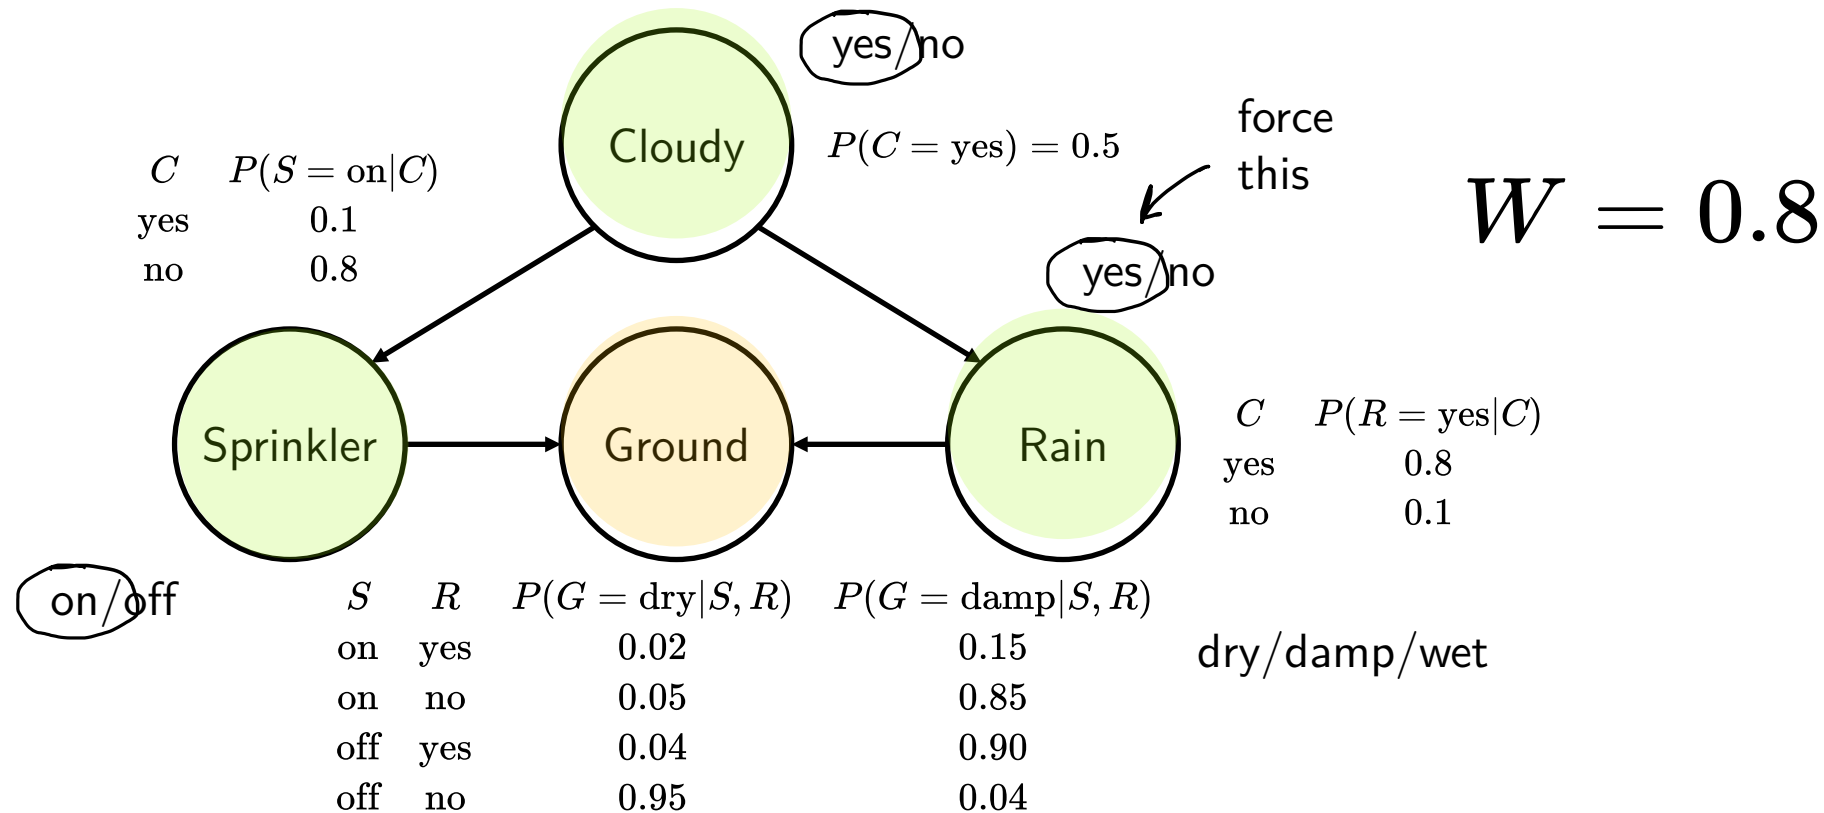 yes/no
Cloudy
P(C = yes) = 0.5
force
this
W = 0.8
C P(S = on|C)
yes 0.1
no 0.8
yes/no
Sprinkler
Ground
Rain
C P(R = yes|C)
yes 0.8
no 0.1
on/off
S R P(G = dry|S, R) P(G = damp|S, R)
on yes 0.02 0.15
on no 0.05 0.85
off yes 0.04 0.90
off no 0.95 0.04
dry/damp/wet